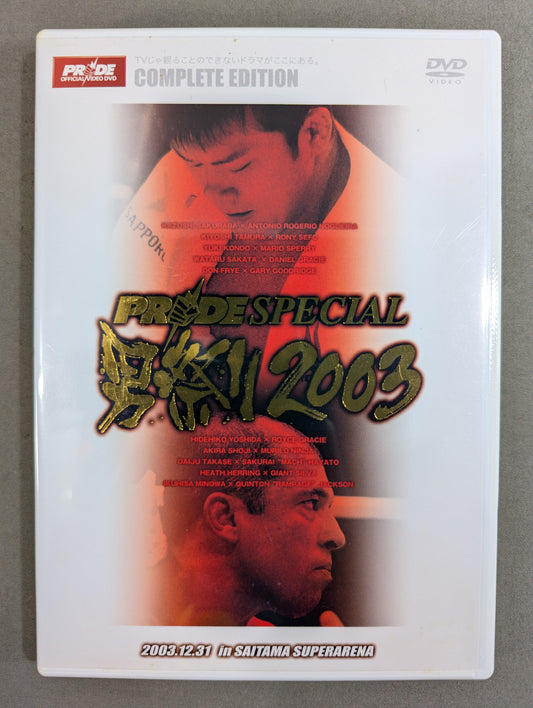 PRIDE
OFFICIAL VIDEO DVD
TVじゃ観ることのできないドラマがここにある。
COMPLETE EDITION
DVD
VIDEO
SAPPORO
KAZUSHI SAKURABA × ANTONIO ROGERIO NOGUEIRA
KIYOSHI TAMURA × RONY SEFO
YUKI KONDO × MARIO SPERRY
WATARU SAKATA × DANIEL GRACIE
DON FRYE × GARY GOODRIDGE
PRIDE SPECIAL
男祭り2003
HIDEHIKO YOSHIDA × ROYCE GRACIE
AKIRA SHOJI × MURILO NINJA
DAIJU TAKASE × SAKURAI "MACH" HAYATO
HEATH HERRING × GIANT SILVA
IKUHISA MINOWA × QUINTON "RAMPAGE" JACKSON
2003.12.31 in SAITAMA SUPERARENA